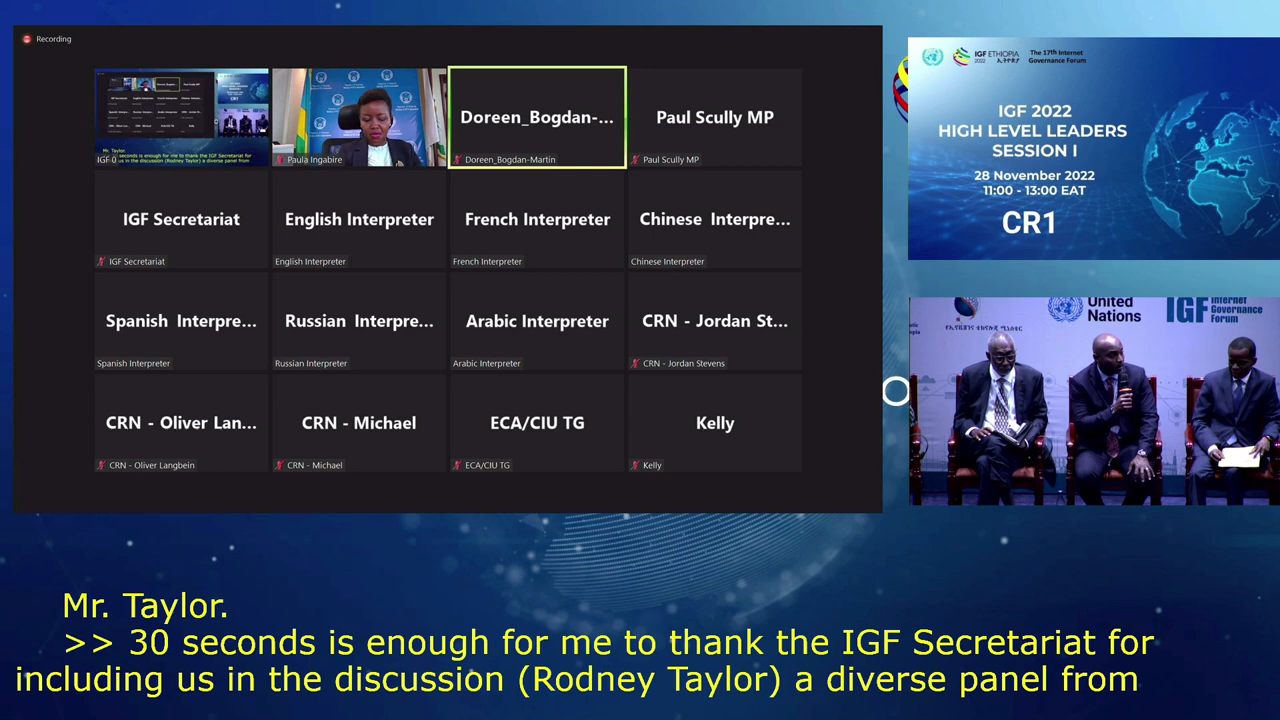 Recording
IGF 0
Paula Ingabire
Doreen_Bogdan-...
Doreen_Bogdan-Martin
Paul Scully MP
Paul Scully MP
IGF Secretariat
IGF Secretariat
English Interpreter
English Interpreter
French Interpreter
French Interpreter
Chinese Interpre...
Chinese Interpreter
Spanish Interpre...
Spanish Interpreter
Russian Interpre...
Russian Interpreter
Arabic Interpreter
Arabic Interpreter
CRN - Jordan St...
CRN - Jordan Stevens
CRN - Oliver Lan...
CRN - Oliver Langbein
CRN - Michael
CRN - Michael
ECA/CIU TG
ECA/CIU TG
Kelly
Kelly
IGF ETHIOPIA
2022 ኢትዮጵያ
The 17th Internet
Governance Forum
IGF 2022
HIGH LEVEL LEADERS
SESSION I
28 November 2022
11:00 - 13:00 EAT
CR1
United
Nations
IGF
Internet
Governance
Forum
Mr. Taylor.
>> 30 seconds is enough for me to thank the IGF Secretariat for
including us in the discussion (Rodney Taylor) a diverse panel from